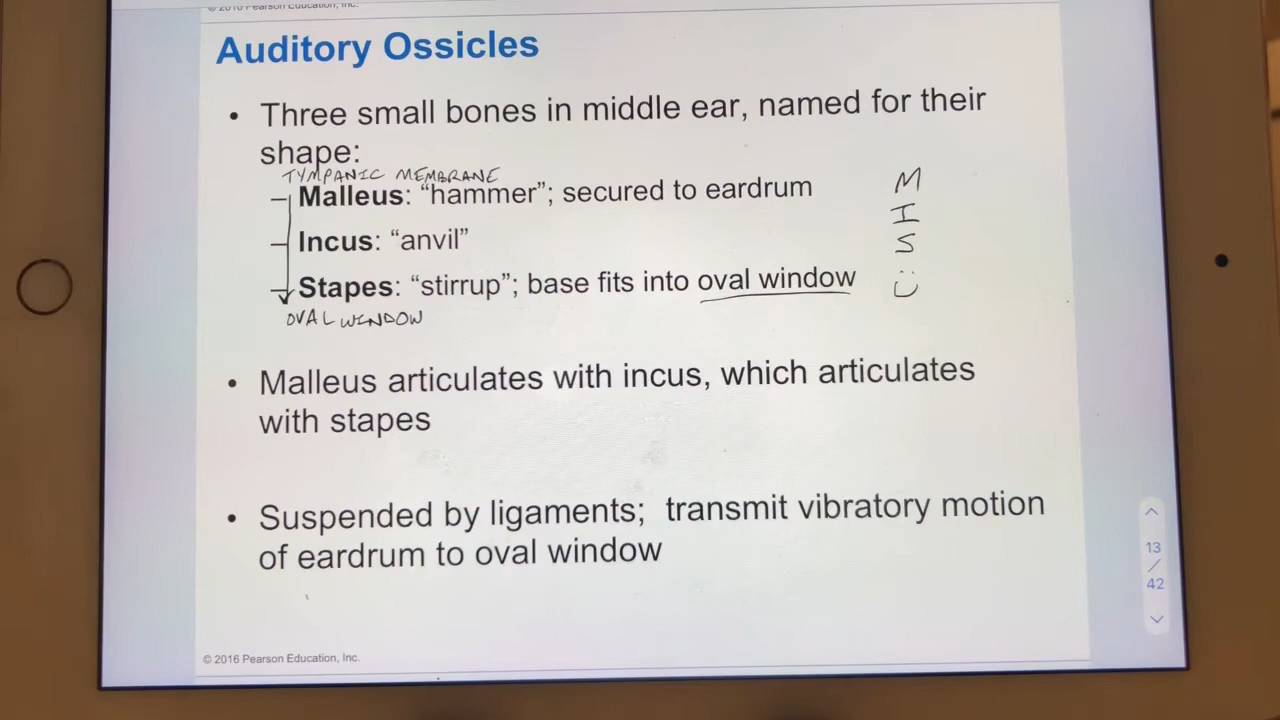 © 2016 Pearson Education, Inc.
Auditory Ossicles
• Three small bones in middle ear, named for their
shape:
TYMPANIC MEMBRANE
– Malleus: “hammer”; secured to eardrum
– Incus: “anvil”
– Stapes: “stirrup”; base fits into oval window
OVAL WINDOW
M
I
S
• Malleus articulates with incus, which articulates
with stapes
• Suspended by ligaments;  transmit vibratory motion
of eardrum to oval window
13
/
42
© 2016 Pearson Education, Inc.